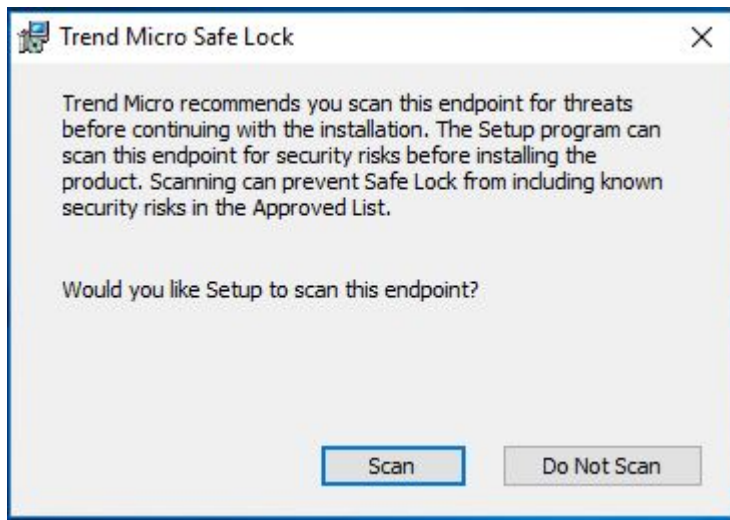 Trend Micro Safe Lock
Trend Micro recommends you scan this endpoint for threats
before continuing with the installation. The Setup program can
scan this endpoint for security risks before installing the
product. Scanning can prevent Safe Lock from including known
security risks in the Approved List.
Would you like Setup to scan this endpoint?
Scan
Do Not Scan